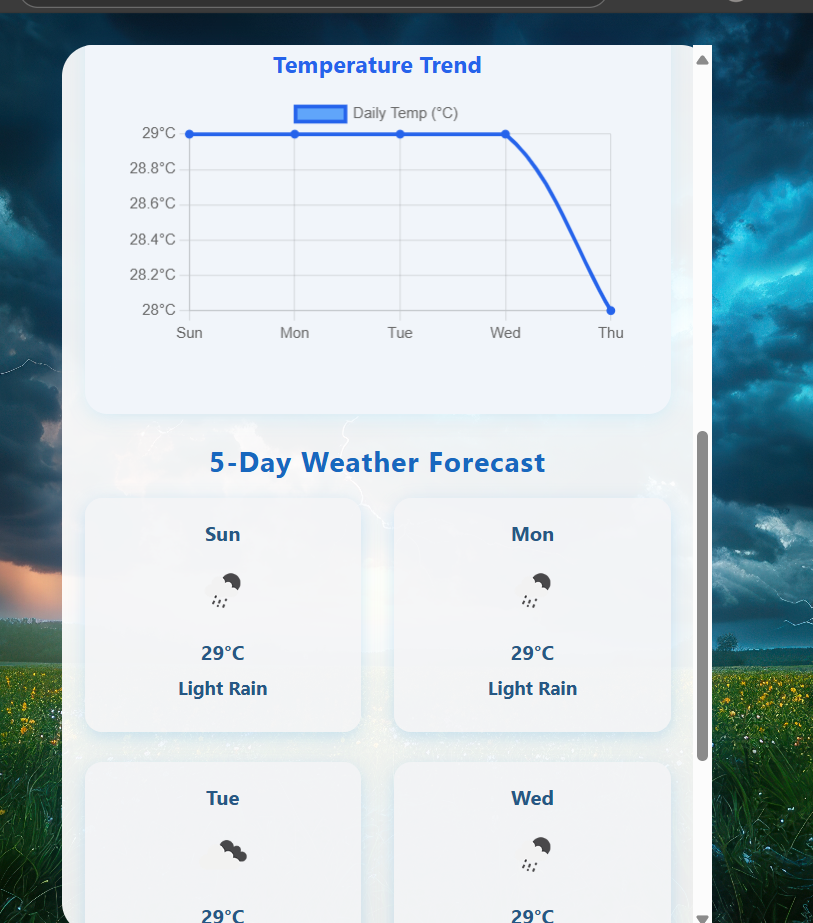 Temperature Trend
Daily Temp (°C)
29°C
28.8°C
28.6°C
28.4°C
28.2°C
28°C
Sun Mon Tue Wed Thu
5-Day Weather Forecast
Sun
29°C
Light Rain
Mon
29°C
Light Rain
Tue
29°C
Wed
29°C